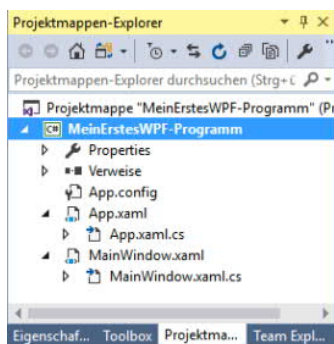 Projektmappen-Explorer
Projektmappen-Explorer durchsuchen (Strg+
Projektmappe "MeinErstesWPF-Programm" (Pr
C# MeinErstesWPF-Programm
Properties
Verweise
App.config
App.xaml
App.xaml.cs
MainWindow.xaml
MainWindow.xaml.cs
Eigenschaf... Toolbox Projektma... Team Expl...